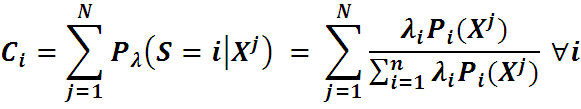 $$C_i = \sum_{j=1}^{N} P_\lambda(S = i|X^j) = \sum_{j=1}^{N} \frac{\lambda_i P_i(X^j)}{\sum_{i=1}^{n} \lambda_i P_i(X^j)} \forall i$$